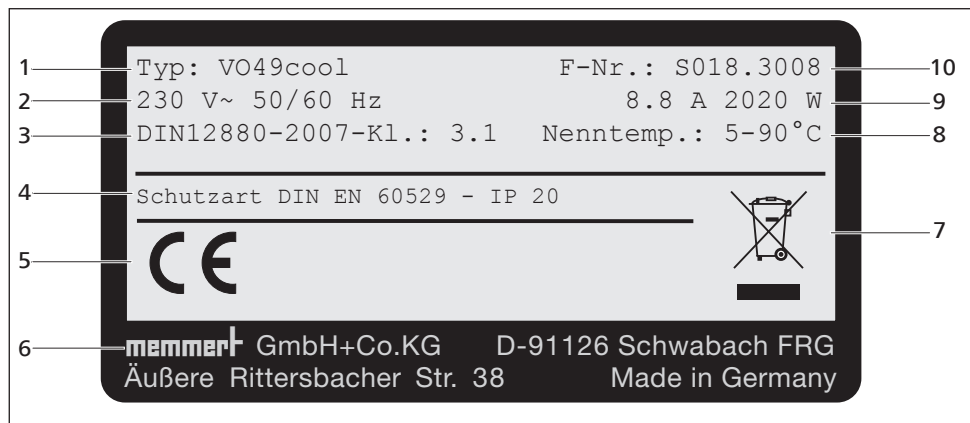 1 Typ: VO49cool F-Nr.: S018.3008 10
2 230 V~ 50/60 Hz 8.8 A 2020 W 9
3 DIN12880-2007-Kl.: 3.1 Nenntemp.: 5-90°C 8
4 Schutzart DIN EN 60529 - IP 20
7
5 CE
6 memmert GmbH+Co.KG D-91126 Schwabach FRG
Äußere Rittersbacher Str. 38 Made in Germany